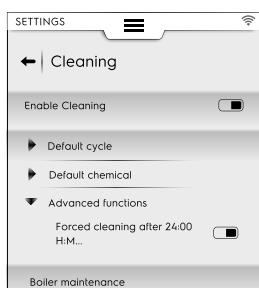 SETTINGS
Cleaning
Enable Cleaning
Default cycle
Default chemical
Advanced functions
Forced cleaning after 24:00
H:M...
Boiler maintenance